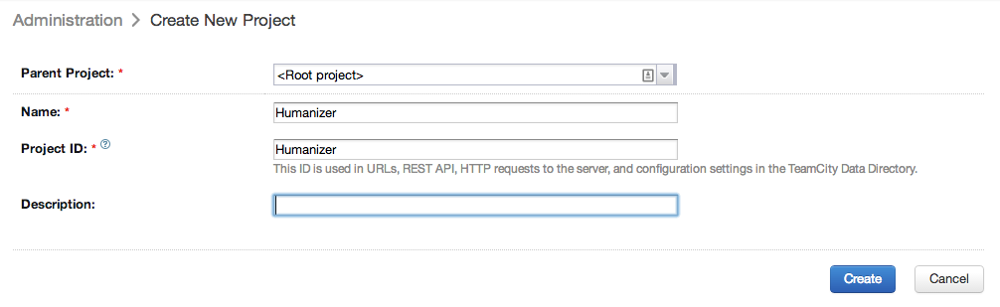 Administration > Create New Project
Parent Project: * <Root project>
Name: * Humanizer
Project ID: * ? Humanizer
This ID is used in URLs, REST API, HTTP requests to the server, and configuration settings in the TeamCity Data Directory.
Description:
Create Cancel